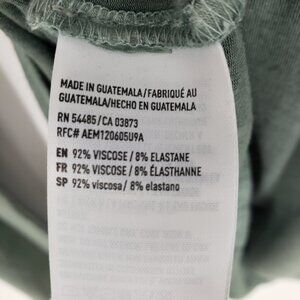 MADE IN GUATEMALA/FABRIQUÉ AU
GUATEMALA/HECHO EN GUATEMALA
RN 54485/CA 03873
RFC# AEM120605U9A
EN 92% VISCOSE / 8% ELASTANE
FR 92% VISCOSE / 8% ÉLASTHANNE
SP 92% viscosa / 8% elastano